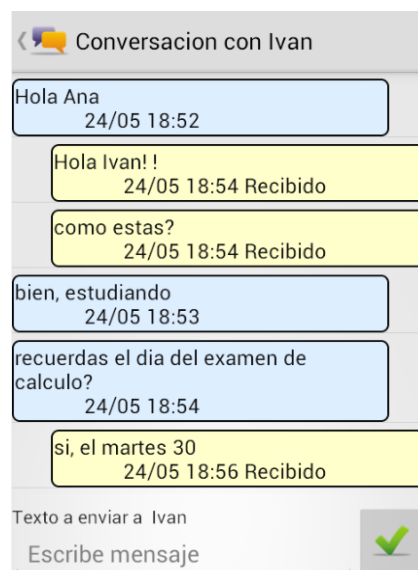 Conversacion con Ivan
Hola Ana
24/05 18:52
Hola Ivan! !
24/05 18:54 Recibido
como estas?
24/05 18:54 Recibido
bien, estudiando
24/05 18:53
recuerdas el dia del examen de
calculo?
24/05 18:54
si, el martes 30
24/05 18:56 Recibido
Texto a enviar a Ivan
Escribe mensaje